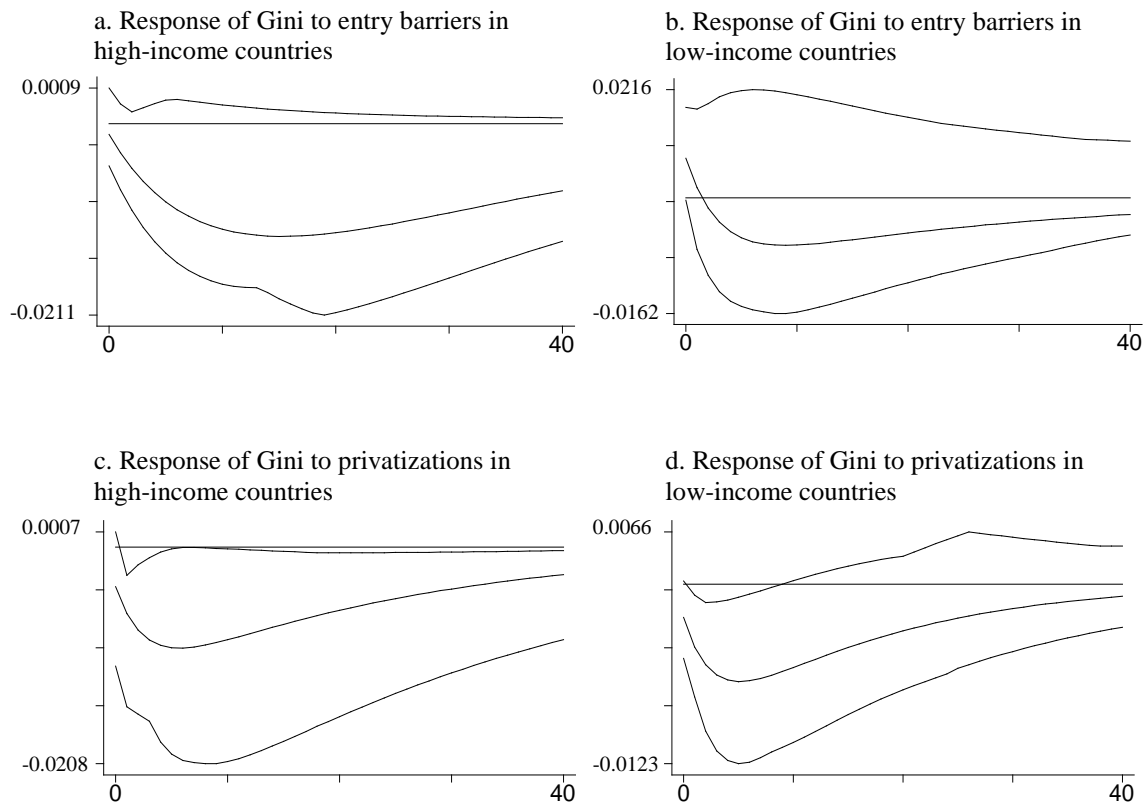 a. Response of Gini to entry barriers in
high-income countries
0.0009
-0.0211
0
40
b. Response of Gini to entry barriers in
low-income countries
0.0216
-0.0162
0
40
c. Response of Gini to privatizations in
high-income countries
0.0007
-0.0208
0
40
d. Response of Gini to privatizations in
low-income countries
0.0066
-0.0123
0
40